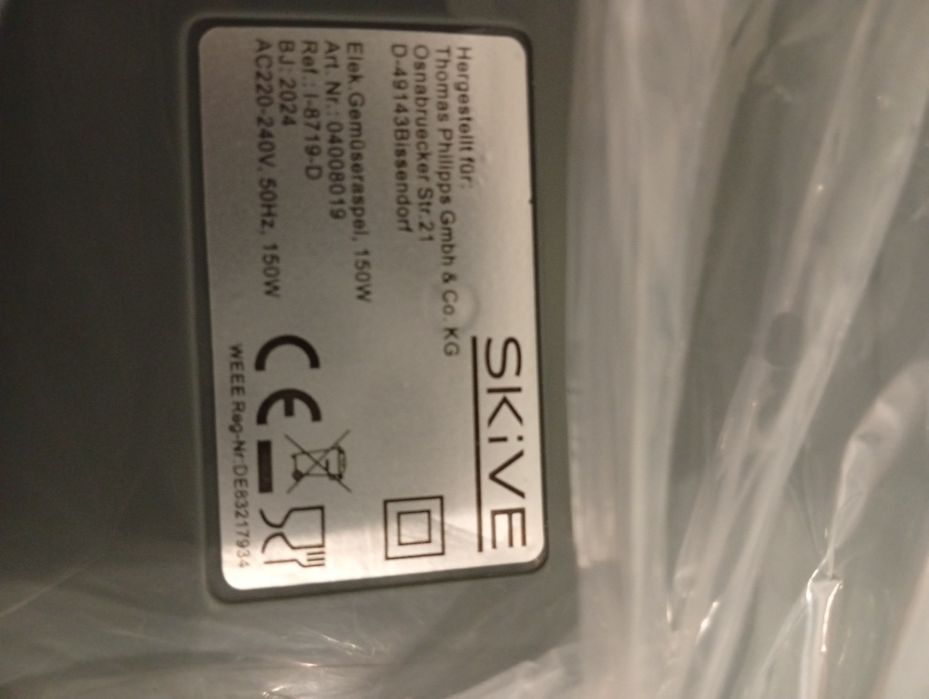 SKiVE
Hergestellt für:
Thomas Philipps Gmbh & Co. KG
Osnabruecker Str.21
D-49143Bissendorf
Elek.Gemüseraspel, 150W
Art. Nr.: 04008019
Ref.: I-8719-D
BJ: 2024
AC220-240V, 50Hz, 150W
CE
WEEE Reg-Nr:DE83217934